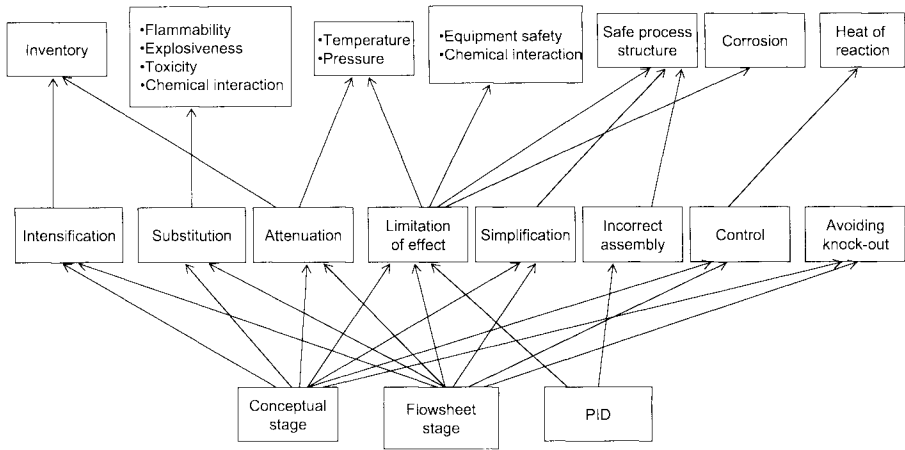 Inventory
•Flammability
•Explosiveness
•Toxicity
•Chemical interaction
•Temperature
•Pressure
•Equipment safety
•Chemical interaction
Safe process
structure
Corrosion
Heat of
reaction
Intensification
Substitution
Attenuation
Limitation
of effect
Simplification
Incorrect
assembly
Control
Avoiding
knock-out
Conceptual
stage
Flowsheet
stage
PID